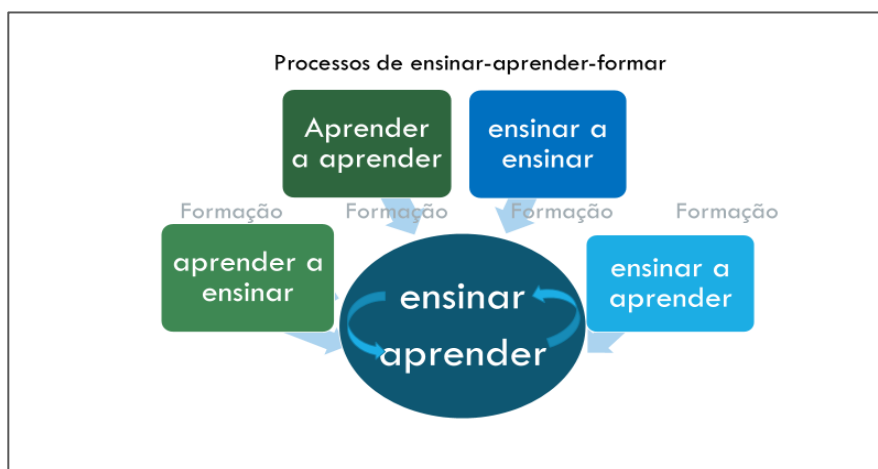 Processos de ensinar-aprender-formar
Aprender
a aprender
ensinar a
ensinar
Formação Formação Formação Formação
aprender a
ensinar
ensinar
aprender
ensinar a
aprender